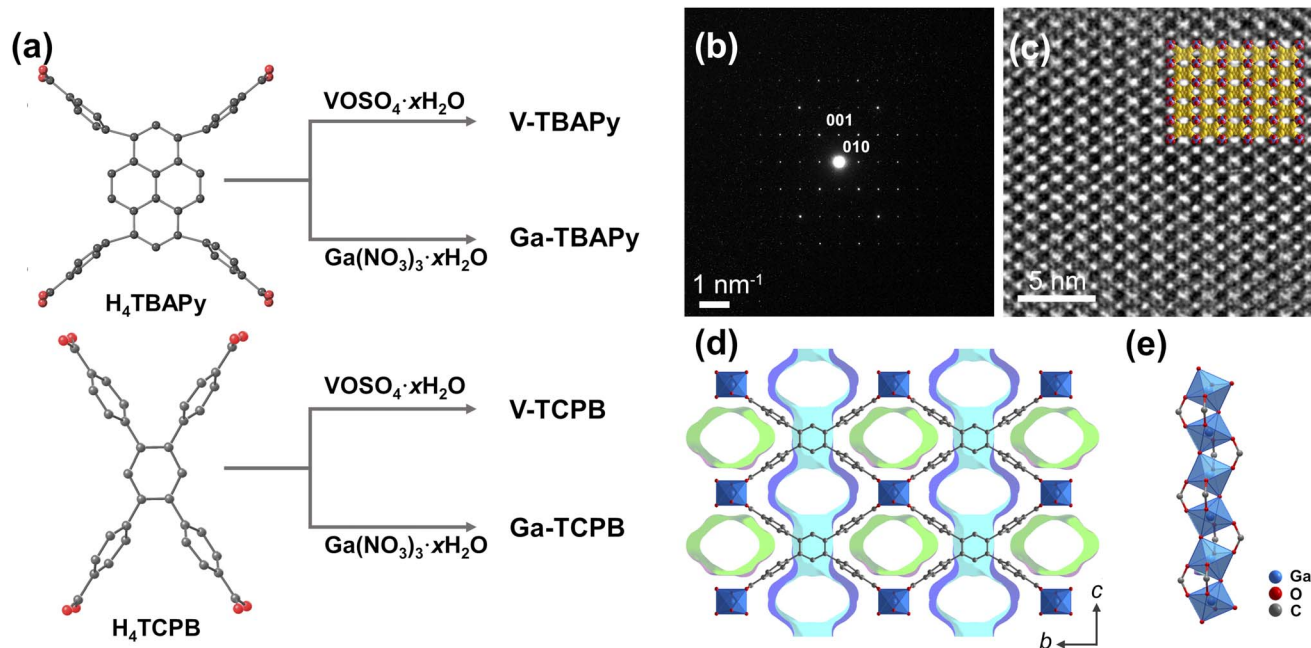 (a)
VOSO₄·xH₂O
V-TBAPy
Ga-TBAPy
Ga(NO₃)₃·xH₂O
H₄TBAPy
VOSO₄·xH₂O
V-TCPB
Ga-TCPB
Ga(NO₃)₃·xH₂O
H₄TCPB
(b)
001
010
1 nm⁻¹
(c)
5 nm
(d)
c
b
(e)
Ga
O
C